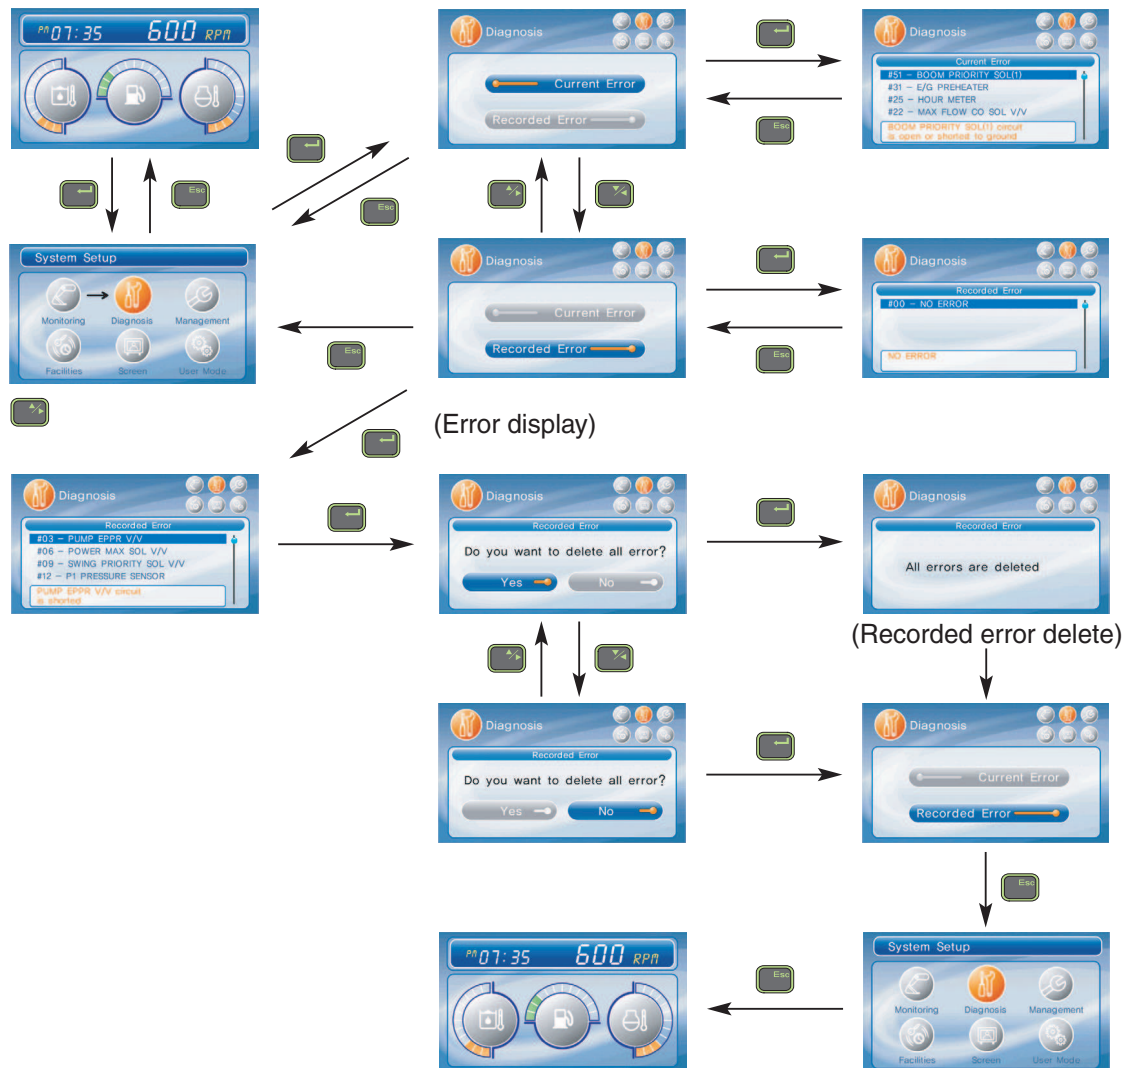 PM 07:35 600 RPM
Diagnosis
Current Error
Recorded Error
Diagnosis
Current Error
#51 - BOOM PRIORITY SOL(1)
#31 - E/G PREHEATER
#25 - HOUR METER
#22 - MAX FLOW CO SOL V/V
BOOM PRIORITY SOL(1) circuit
is open or shorted to ground
Esc
Esc
Esc
System Setup
Monitoring
Diagnosis
Management
Facilities
Screen
User Mode
Diagnosis
Current Error
Recorded Error
Diagnosis
Recorded Error
#00 - NO ERROR
NO ERROR
Esc
Esc
(Error display)
Diagnosis
Recorded Error
#03 - PUMP EPPR V/V
#06 - POWER MAX SOL V/V
#09 - SWING PRIORITY SOL V/V
#12 - P1 PRESSURE SENSOR
PUMP EPPR V/V circuit
is shorted
Diagnosis
Recorded Error
Do you want to delete all error?
Yes No
Diagnosis
Recorded Error
All errors are deleted
(Recorded error delete)
Diagnosis
Recorded Error
Do you want to delete all error?
Yes No
Diagnosis
Current Error
Recorded Error
Esc
PM 07:35 600 RPM
Esc
System Setup
Monitoring
Diagnosis
Management
Facilities
Screen
User Mode